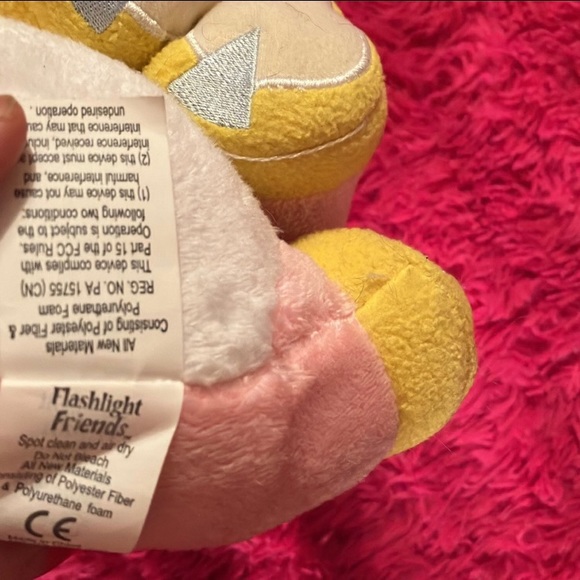 All New Materials
Consisting of Polyester Fiber &
Polyurethane Foam
REG. NO. PA 15755 (CN)
This device complies with
Part 15 of the FCC Rules.
Operation is subject to the
following two conditions:
(1) this device may not cause
harmful interference, and
(2) this device must accept
interference received,
interference that may
undesired operation.
Flashlight
Friends
Spot clean and air dry
Do Not Bleach
All New Materials
Consisting of Polyester Fiber
& Polyurethane foam
CE